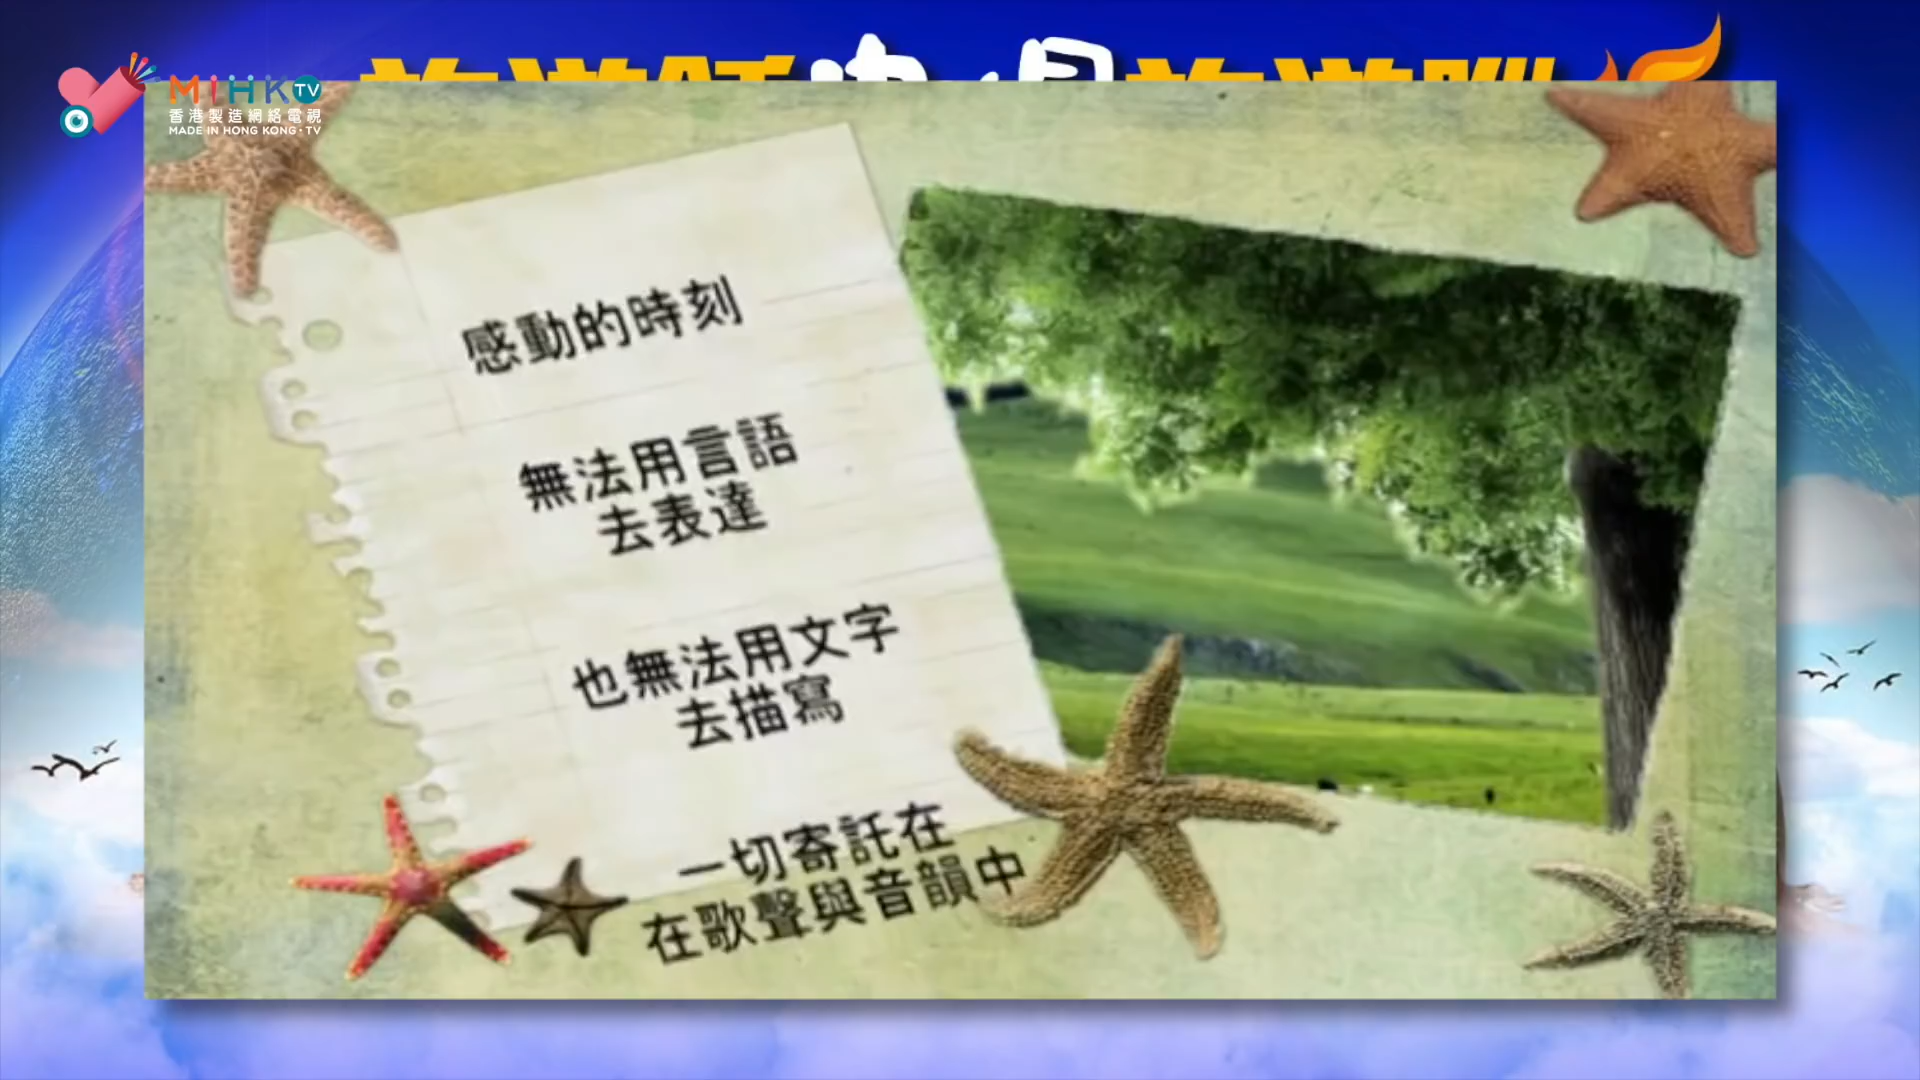 MiHK TV
香港製造網絡電視
MADE IN HONG KONG · TV
感動的時刻
無法用言語
去表達
也無法用文字
去描寫
一切寄託在
在歌聲與音韻中